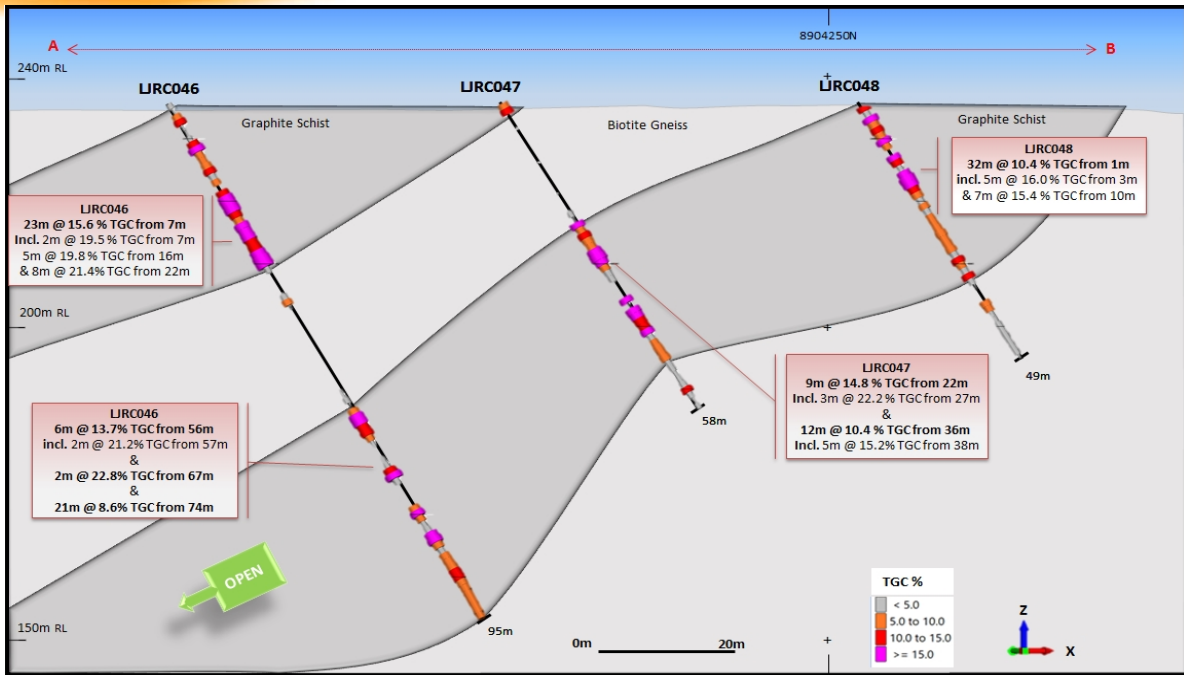 A
B
8904250N
240m RL
LJRC046
LJRC047
LJRC048
Graphite Schist
Biotite Gneiss
Graphite Schist
LJRC048
32m @ 10.4 % TGC from 1m
incl. 5m @ 16.0 % TGC from 3m
& 7m @ 15.4 % TGC from 10m
LJRC046
23m @ 15.6 % TGC from 7m
Incl. 2m @ 19.5 % TGC from 7m
5m @ 19.8 % TGC from 16m
& 8m @ 21.4% TGC from 22m
200m RL
LJRC047
9m @ 14.8 % TGC from 22m
Incl. 3m @ 22.2% TGC from 27m
&
12m @ 10.4% TGC from 36m
Incl. 5m @ 15.2% TGC from 38m
49m
58m
LJRC046
6m @ 13.7% TGC from 56m
incl. 2m @ 21.2% TGC from 57m
&
2m @ 22.8% TGC from 67m
&
21m @ 8.6% TGC from 74m
OPEN
TGC %
< 5.0
5.0 to 10.0
10.0 to 15.0
>= 15.0
Z
X
150m RL
95m
0m
20m